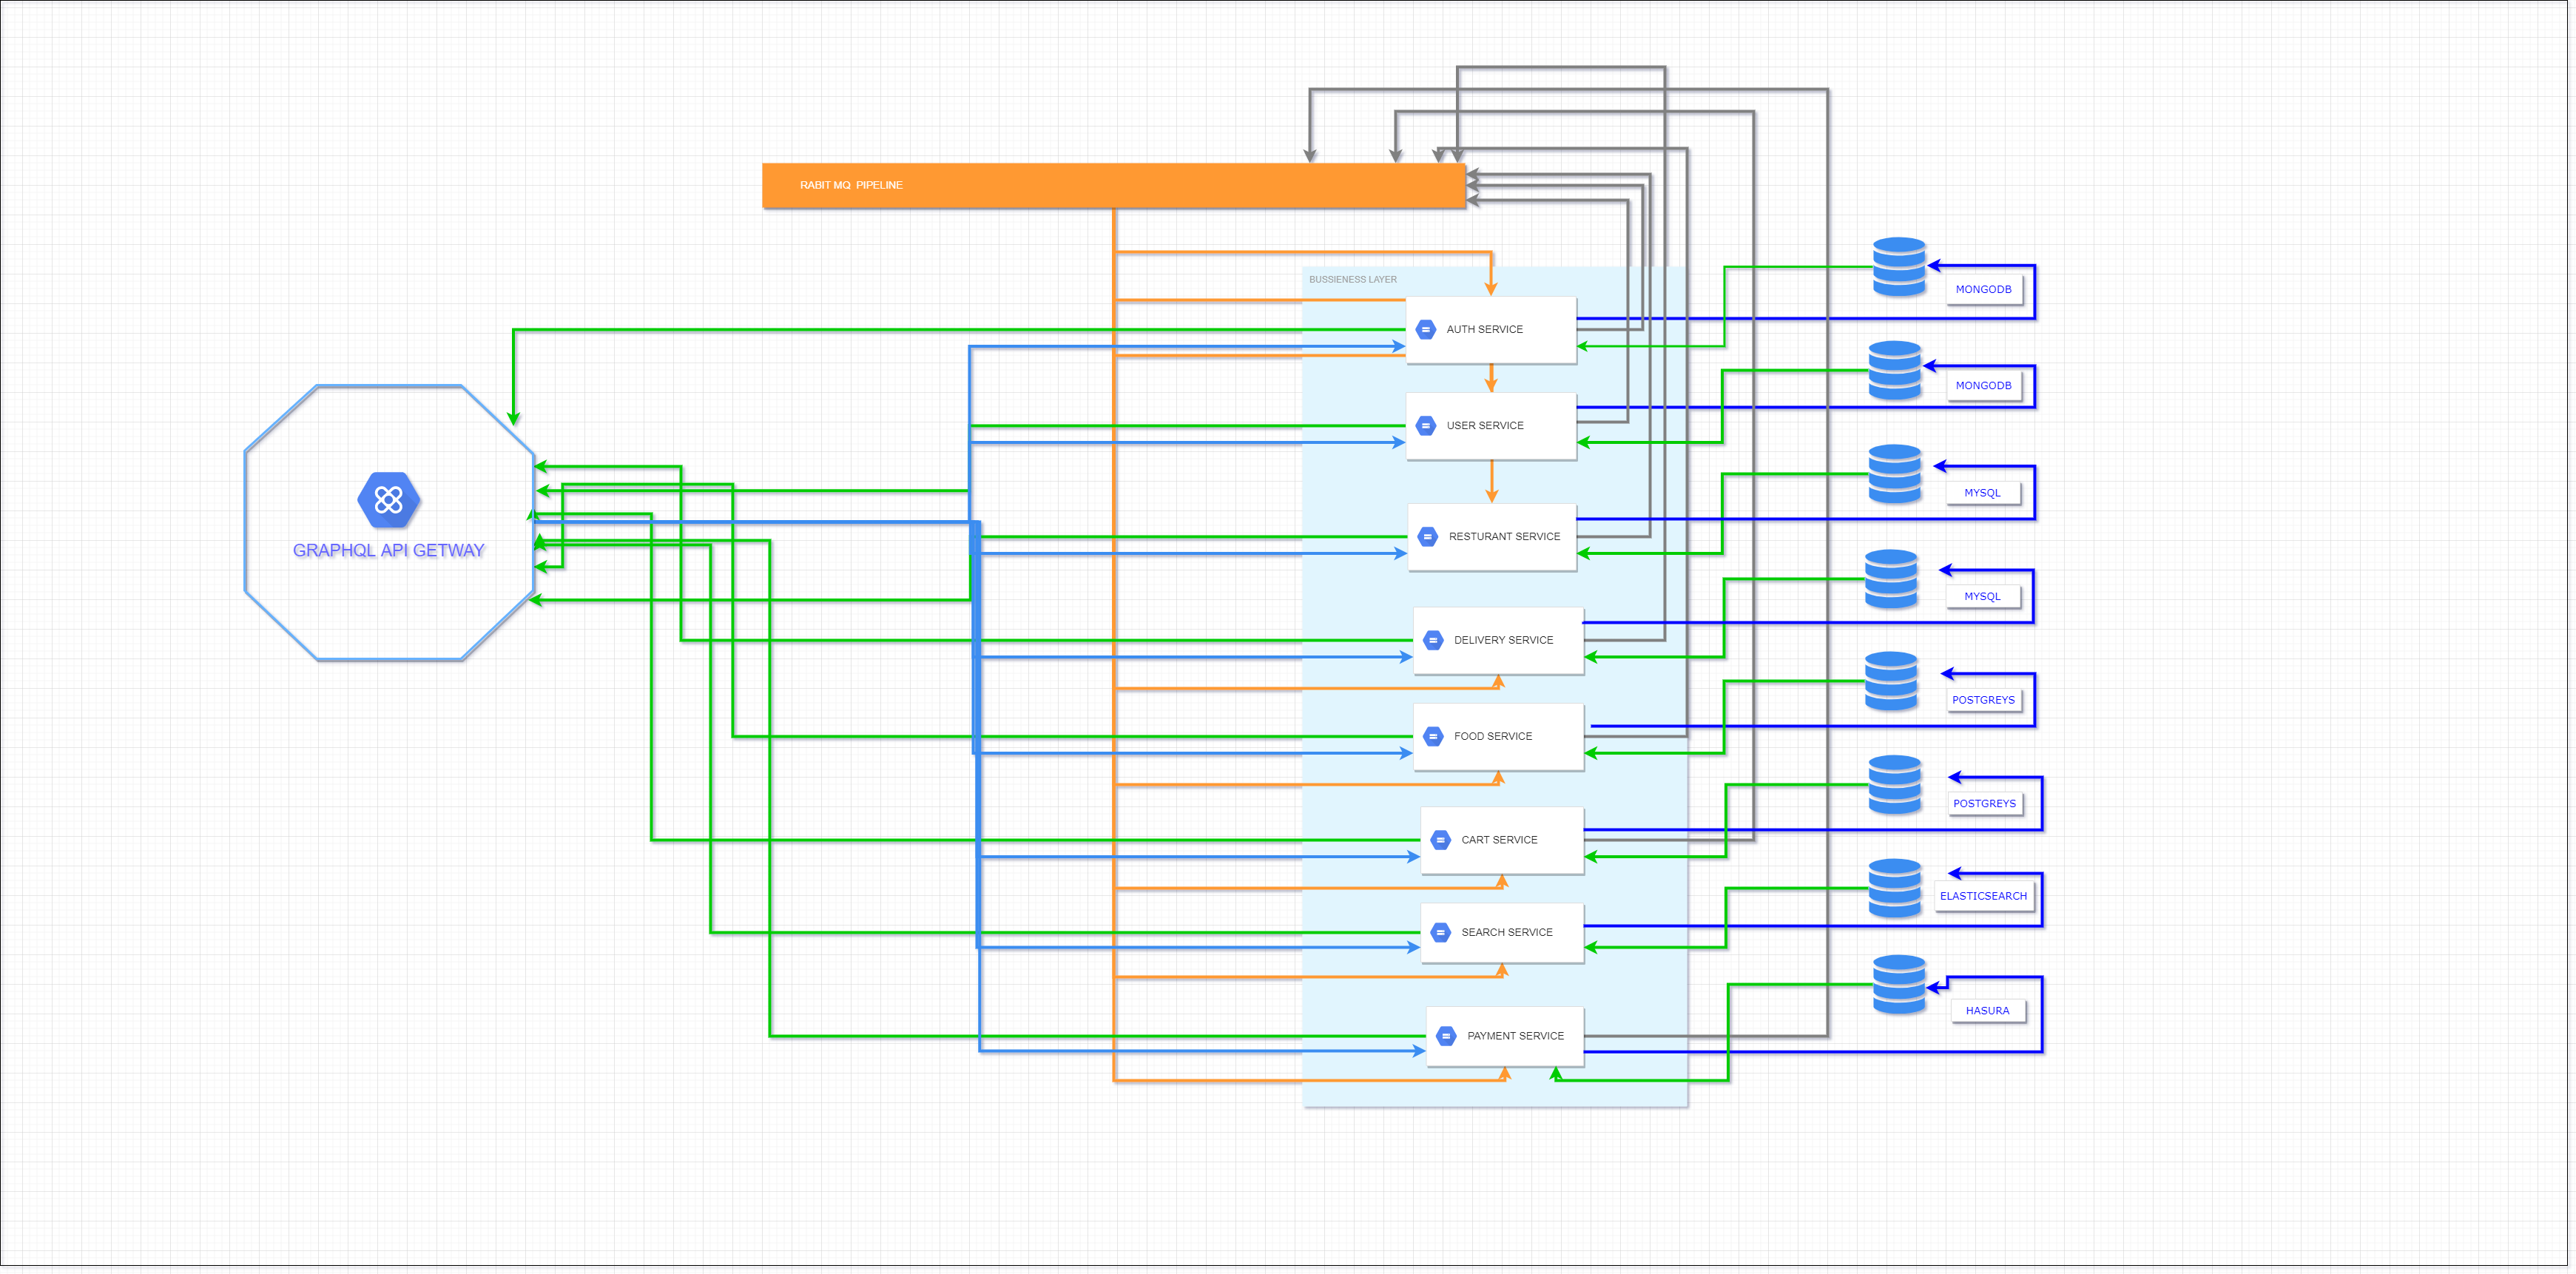 RABIT MQ  PIPELINE
BUSSIENESS LAYER
MONGODB
AUTH SERVICE
MONGODB
USER SERVICE
MYSQL
RESTURANT SERVICE
GRAPHQL API GETWAY
MYSQL
DELIVERY SERVICE
POSTGREYS
FOOD SERVICE
POSTGREYS
CART SERVICE
ELASTICSEARCH
SEARCH SERVICE
HASURA
PAYMENT SERVICE